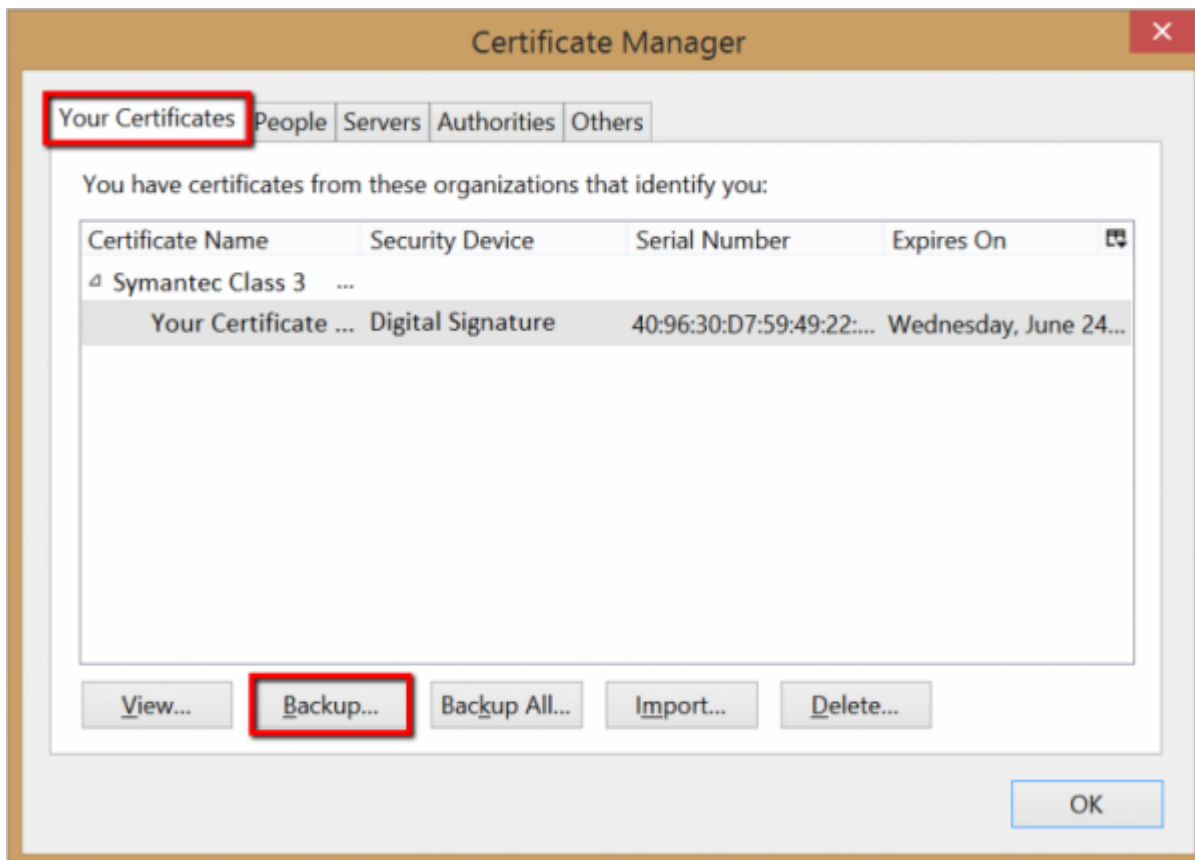 Certificate Manager
Your Certificates People Servers Authorities Others
You have certificates from these organizations that identify you:
Certificate Name Security Device Serial Number Expires On
Symantec Class 3 ...
Your Certificate ... Digital Signature 40:96:30:D7:59:49:22:... Wednesday, June 24...
View... Backup... Backup All... Import... Delete...
OK